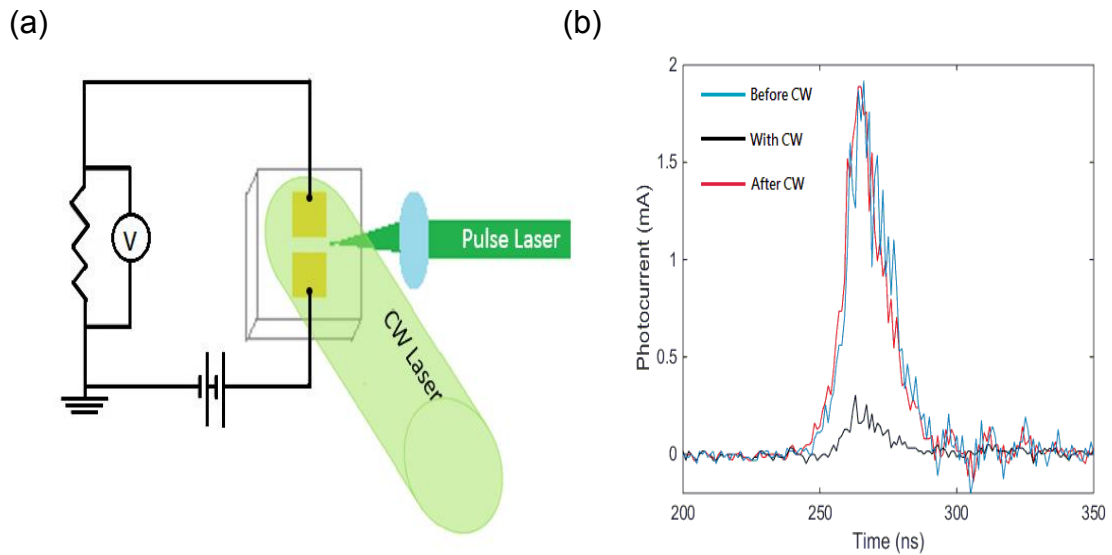 (a)
(b)
V
Pulse Laser
CW Laser
2
1.5
1
0.5
0
Photocurrent (mA)
Before CW
With CW
After CW
200
250
300
350
Time (ns)